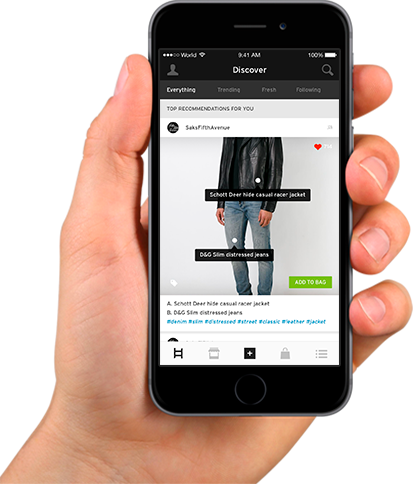 World 9:41 AM 100%
Discover
Everything Trending Fresh Following
TOP RECOMMENDATIONS FOR YOU
SaksFifthAvenue
Schott Deer hide casual racer jacket
D&G Slim distressed jeans
ADD TO BAG
A. Schott Deer hide casual racer jacket
B. D&G Slim distressed jeans
#denim #slim #distressed #street #classic #leather #jacket